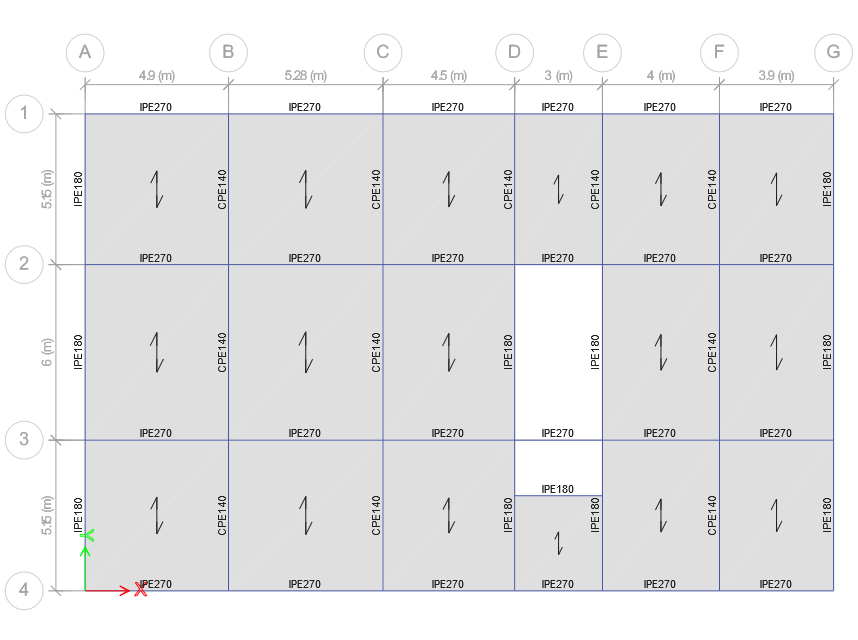 A B C D E F G
4.9 (m) 5.28 (m) 4.5 (m) 3 (m) 4 (m) 3.9 (m)
1 IPE270 IPE270 IPE270 IPE270 IPE270 IPE270
5.15 (m) IPE180 CPE140 CPE140 CPE140 CPE140 CPE140 IPE180
2 IPE270 IPE270 IPE270 IPE270 IPE270 IPE270
6 (m) IPE180 CPE140 CPE140 IPE180 IPE180 CPE140 IPE180
3 IPE270 IPE270 IPE270 IPE270 IPE270 IPE270
IPE180
5.15 (m) IPE180 CPE140 CPE140 CPE140 IPE180 CPE140 IPE180
Y
4 X IPE270 IPE270 IPE270 IPE270 IPE270 IPE270